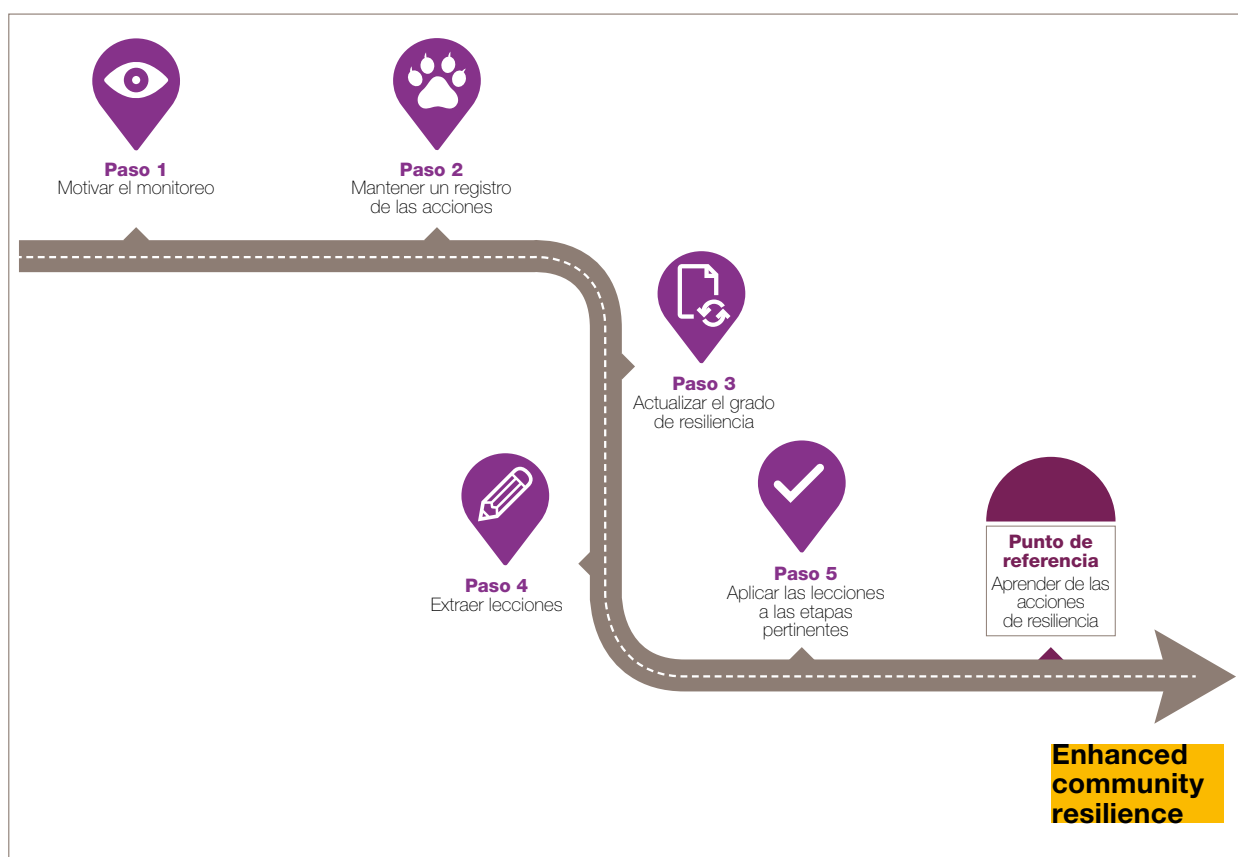 Paso 1
Motivar el monitoreo
Paso 2
Mantener un registro
de las acciones
Paso 3
Actualizar el grado
de resiliencia
Paso 4
Extraer lecciones
Paso 5
Aplicar las lecciones
a las etapas
pertinentes
Punto de
referencia
Aprender de las
acciones
de resiliencia
Enhanced
community
resilience